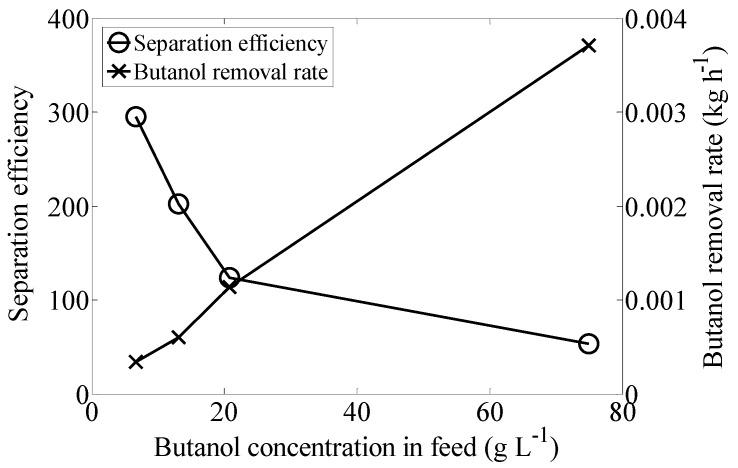 400
300
200
100
0
Separation efficiency
Separation efficiency
Butanol removal rate
0.004
0.003
0.002
0.001
0
Butanol removal rate (kg h⁻¹)
0 20 40 60 80
Butanol concentration in feed (g L⁻¹)